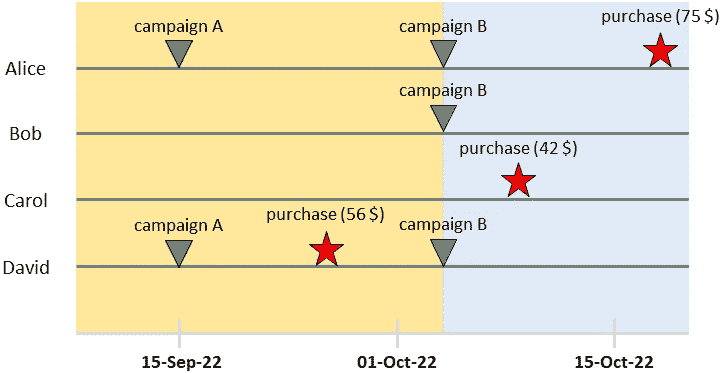 purchase (75 $)
campaign A campaign B
Alice
campaign B
Bob
purchase (42 $)
Carol
purchase (56 $)
campaign A campaign B
David
15-Sep-22 01-Oct-22 15-Oct-22